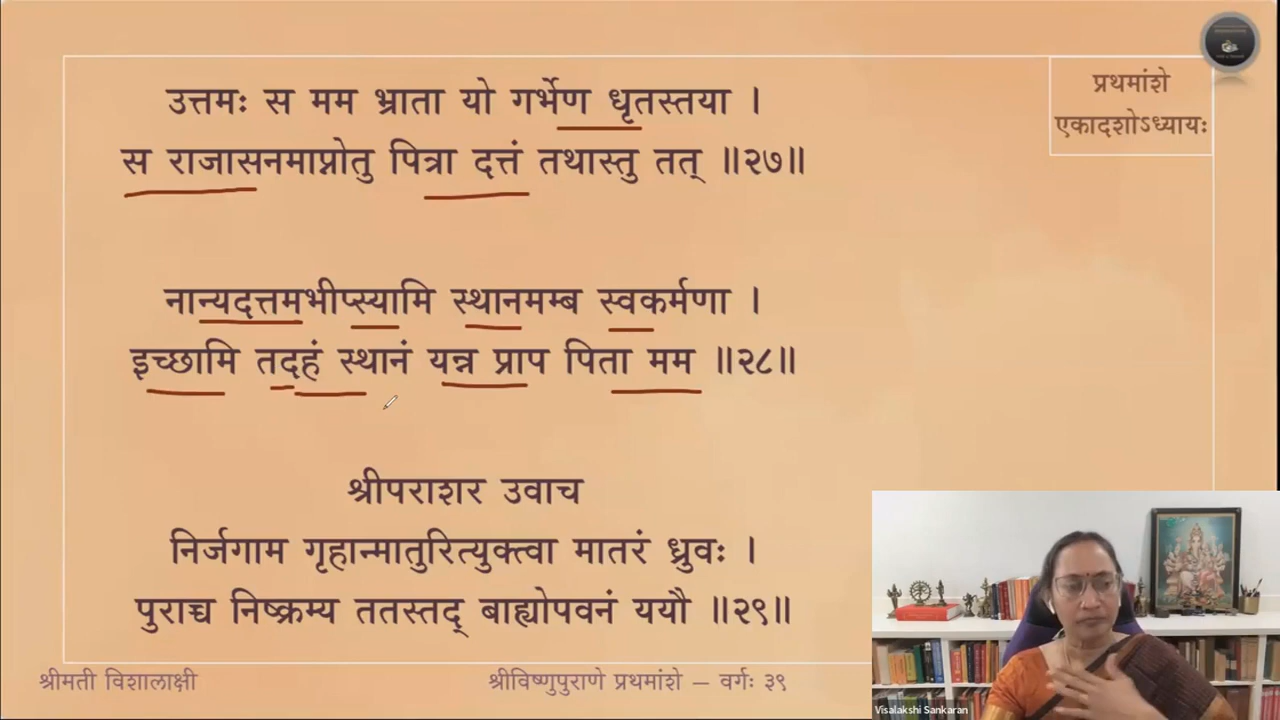 प्रथमांशे
एकादशोऽध्यायः
उत्तमः स मम भ्राता यो गर्भेण धृतस्तया ।
स राजासनमाप्नोतु पित्रा दत्तं तथास्तु तत् ॥२७॥
नान्यदत्तमभीप्स्यामि स्थानमम्ब स्वकर्मणा ।
इच्छामि तदहं स्थानं यन्न प्राप पिता मम ॥२८॥
श्रीपराशर उवाच
निर्जगाम गृहान्मातुरित्युक्त्वा मातरं ध्रुवः ।
पुराच्च निष्क्रम्य ततस्तद् बाह्योपवनं ययौ ॥२९॥
श्रीमती विशालाक्षी
श्रीविष्णुपुराणे प्रथमांशे – वर्गः ३९
Visalakshi Sankaran